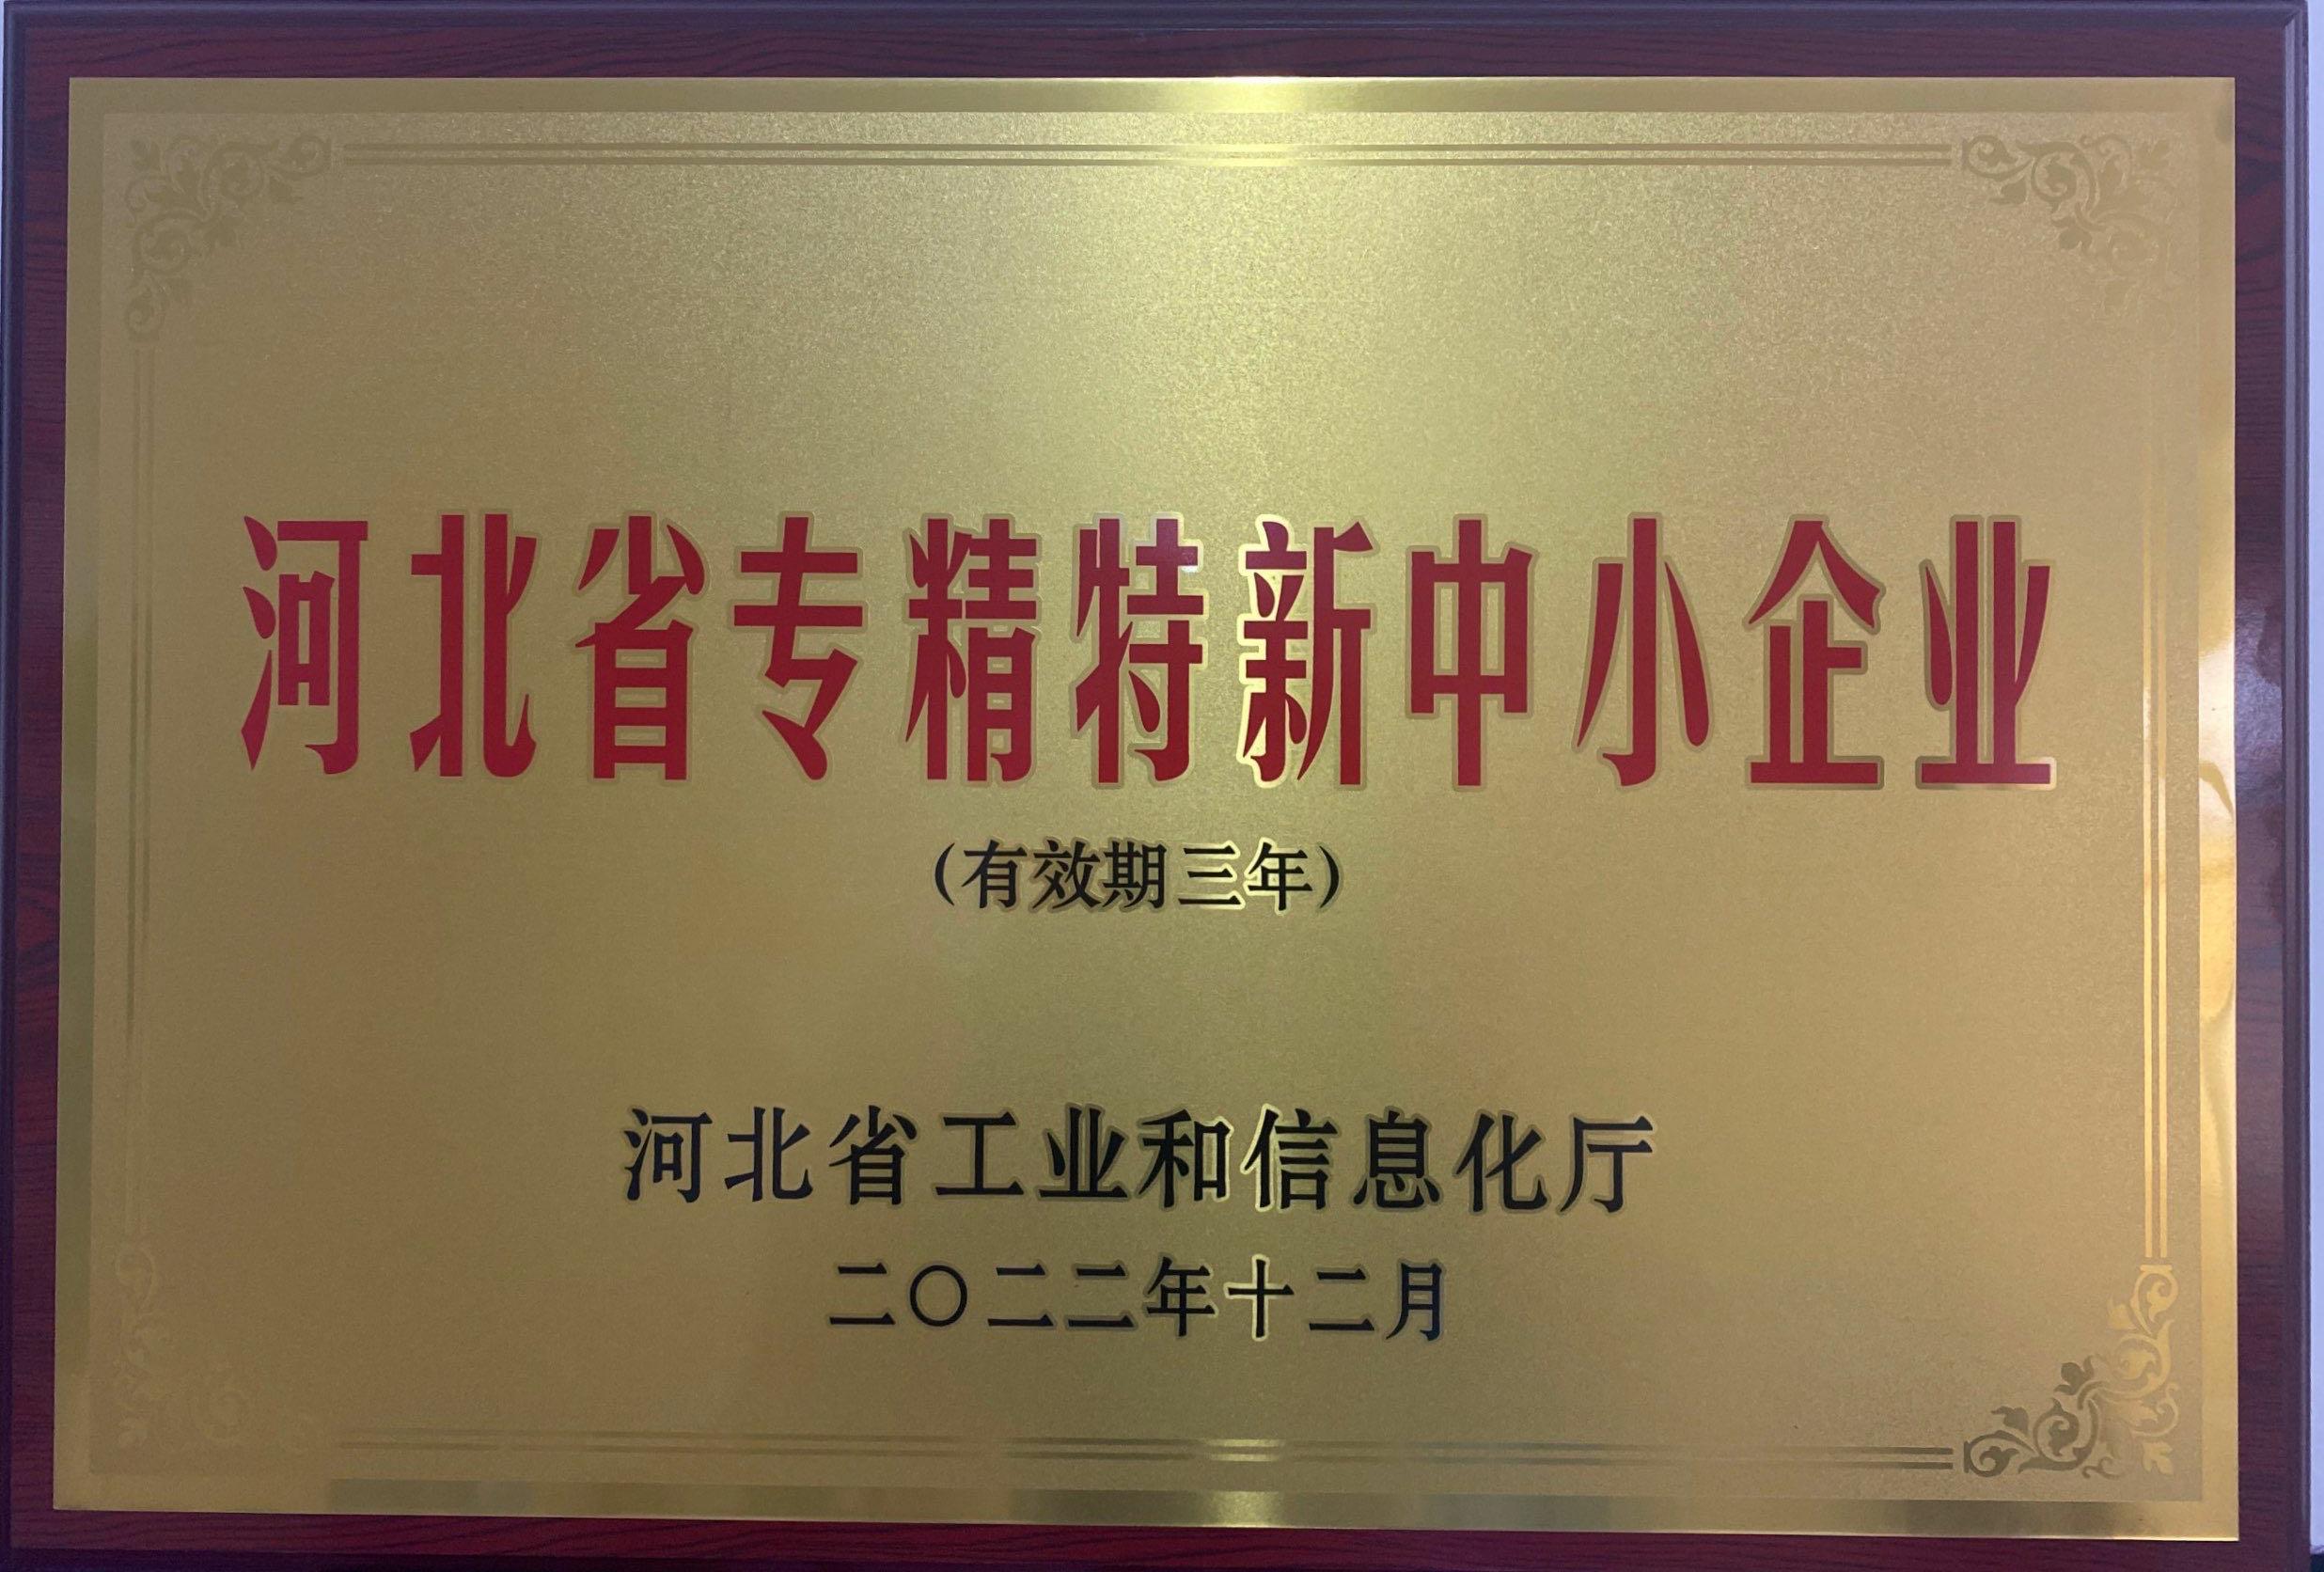 河北省专精特新中小企业
(有效期三年)
河北省工业和信息化厅
二〇二二年十二月